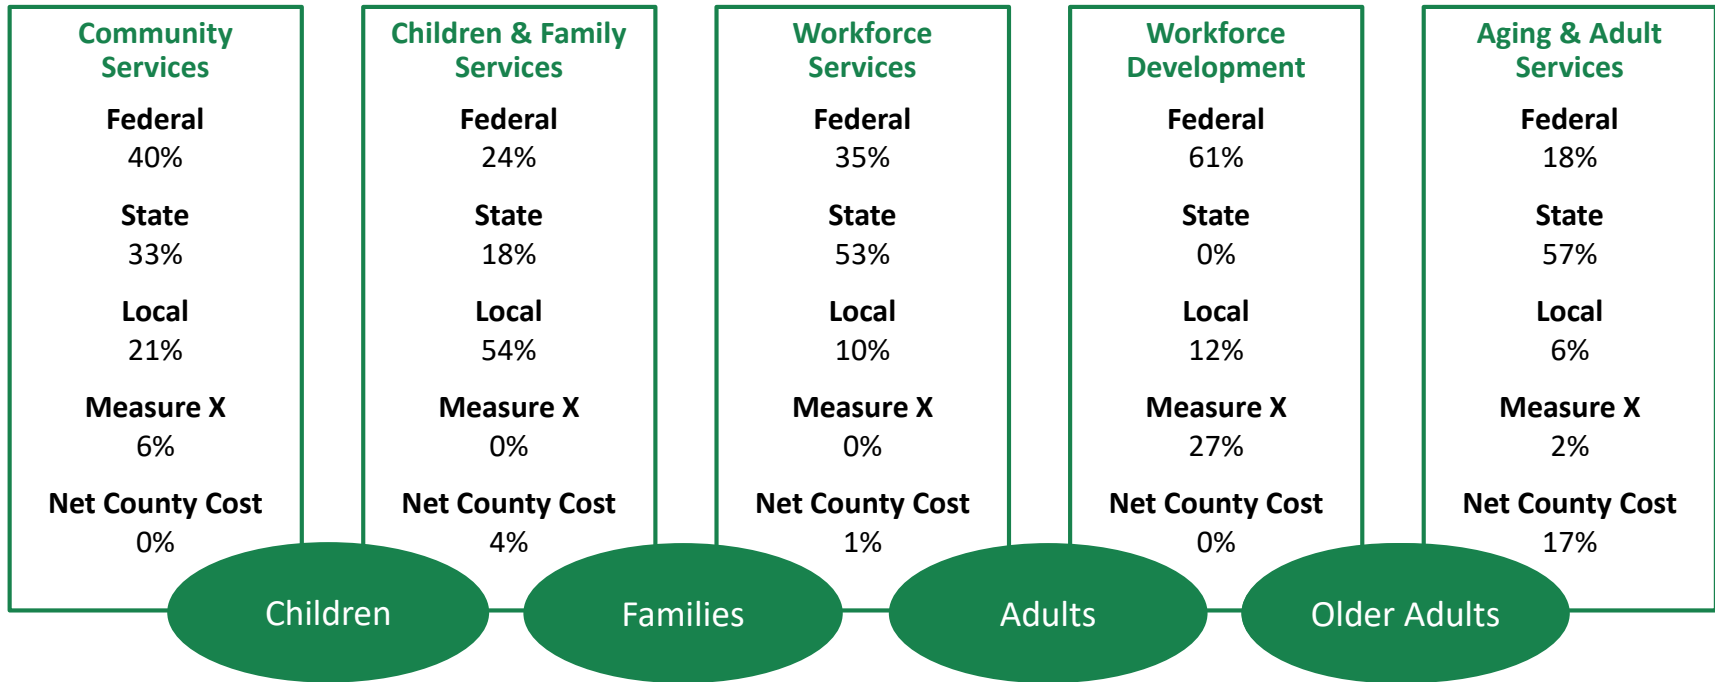 Community
Services
Federal
40%
State
33%
Local
21%
Measure X
6%
Net County Cost
0%
Children & Family
Services
Federal
24%
State
18%
Local
54%
Measure X
0%
Net County Cost
4%
Workforce
Services
Federal
35%
State
53%
Local
10%
Measure X
0%
Net County Cost
1%
Workforce
Development
Federal
61%
State
0%
Local
12%
Measure X
27%
Net County Cost
0%
Aging & Adult
Services
Federal
18%
State
57%
Local
6%
Measure X
2%
Net County Cost
17%
Children
Families
Adults
Older Adults